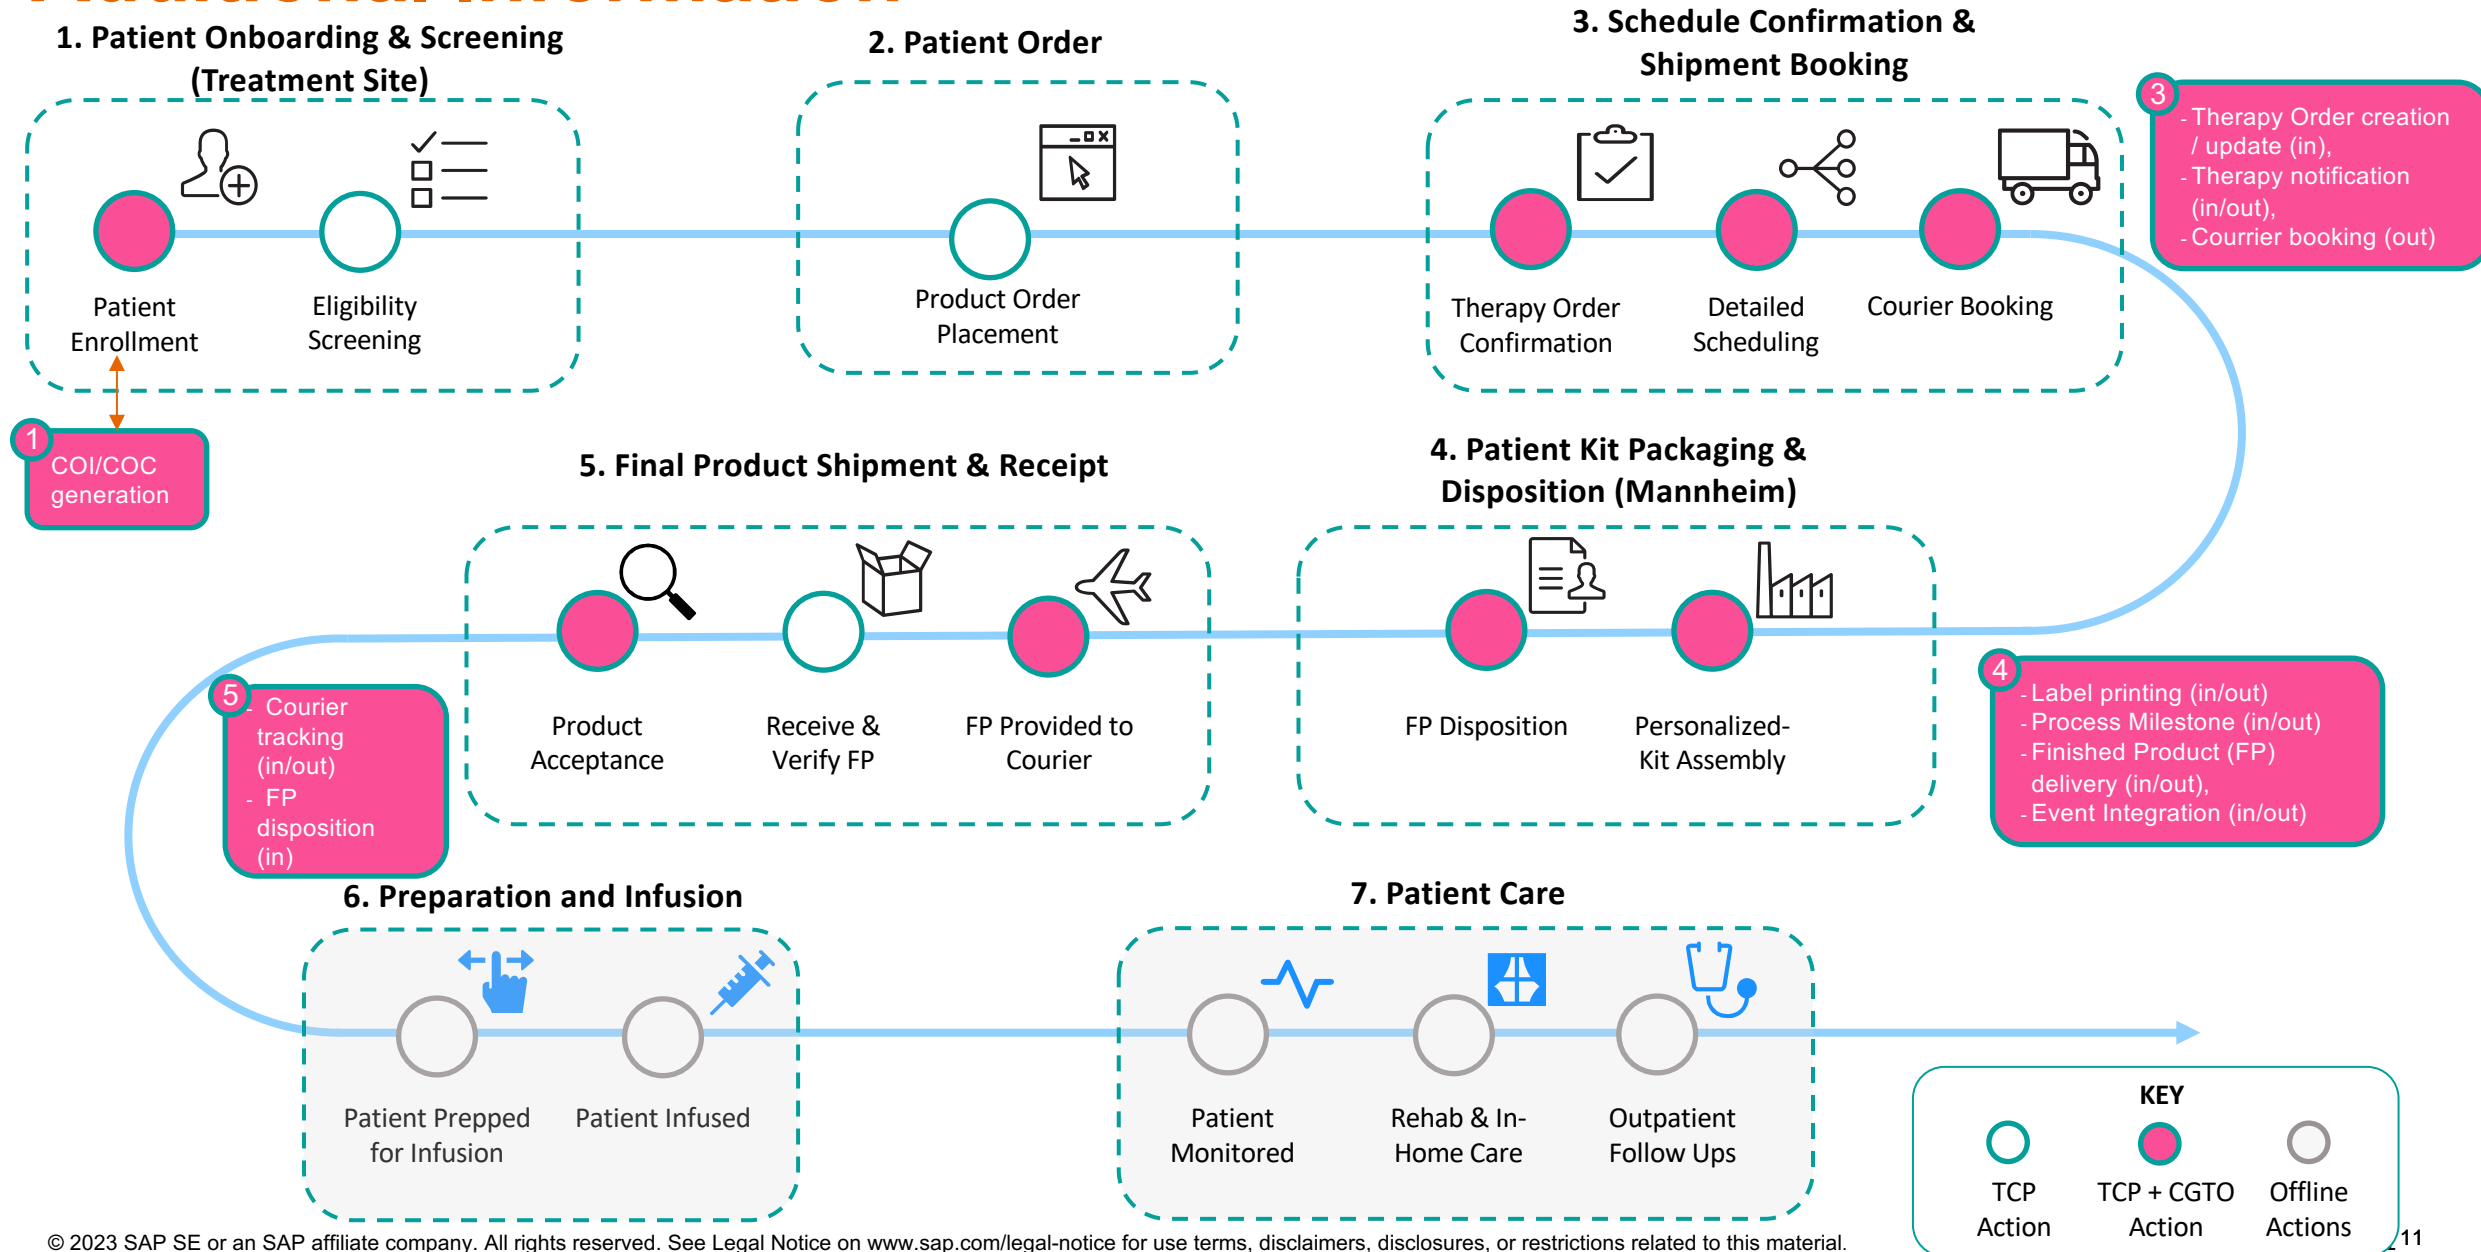 Additional Information
1. Patient Onboarding & Screening
(Treatment Site)
2. Patient Order
3. Schedule Confirmation &
Shipment Booking
Patient
Enrollment
Eligibility
Screening
Product Order
Placement
Therapy Order
Confirmation
Detailed
Scheduling
Courier Booking
3
- Therapy Order creation
/ update (in),
- Therapy notification
(in/out),
- Courrier booking (out)
1
COI/COC
generation
5. Final Product Shipment & Receipt
4. Patient Kit Packaging &
Disposition (Mannheim)
Product
Acceptance
Receive &
Verify FP
FP Provided to
Courier
FP Disposition
Personalized-
Kit Assembly
4
- Label printing (in/out)
- Process Milestone (in/out)
- Finished Product (FP)
delivery (in/out),
- Event Integration (in/out)
5
- Courier
tracking
(in/out)
- FP
disposition
(in)
6. Preparation and Infusion
7. Patient Care
Patient Prepped
for Infusion
Patient Infused
Patient
Monitored
Rehab & In-
Home Care
Outpatient
Follow Ups
KEY
TCP
Action
TCP + CGTO
Action
Offline
Actions
© 2023 SAP SE or an SAP affiliate company. All rights reserved. See Legal Notice on www.sap.com/legal-notice for use terms, disclaimers, disclosures, or restrictions related to this material.
11